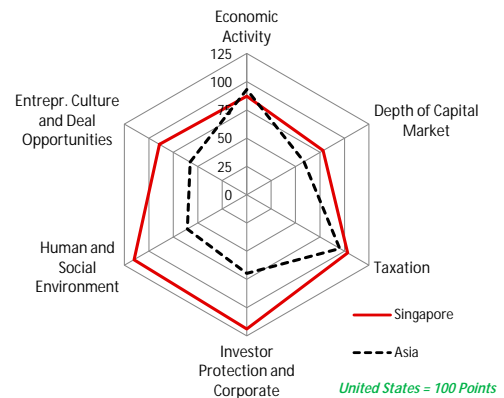 Economic
Activity
125
100
75
50
25
0
Entrepr. Culture
and Deal
Opportunities
Depth of Capital
Market
Human and
Social
Environment
Taxation
Singapore
Asia
Investor
Protection and
Corporate
United States = 100 Points